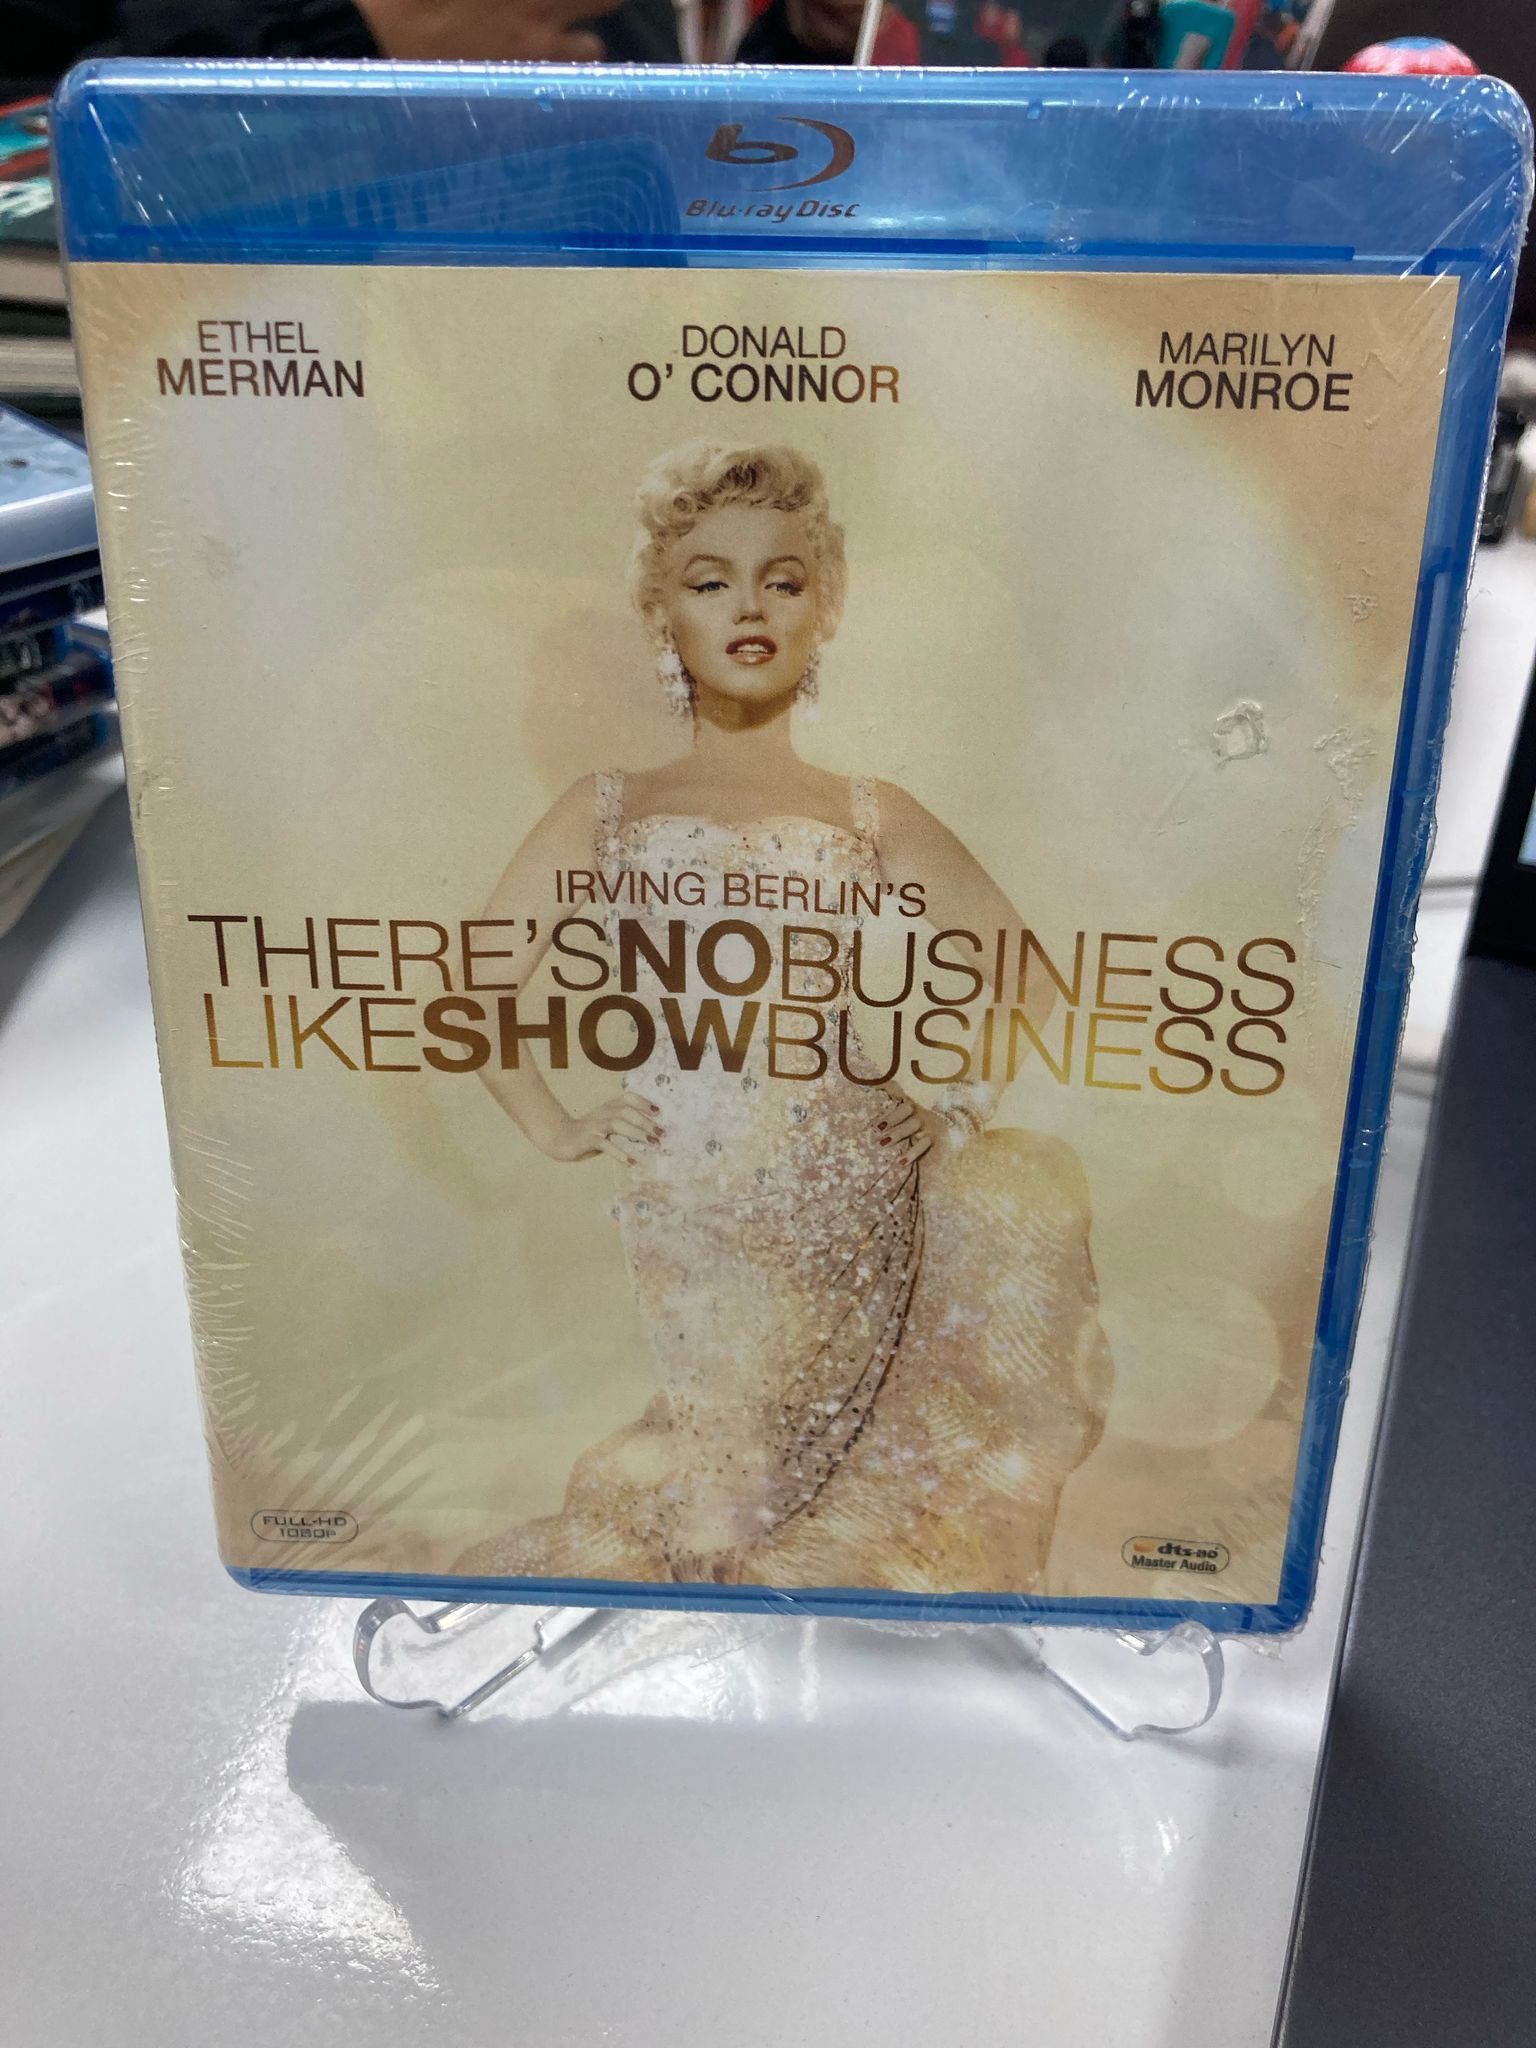 Blu-ray Disc
ETHEL
MERMAN
DONALD
O' CONNOR
MARILYN
MONROE
IRVING BERLIN'S
THERE'SNOBUSINESS
LIKESHOWBUSINESS
FULL-HD
1080P
dts-HD
Master Audio